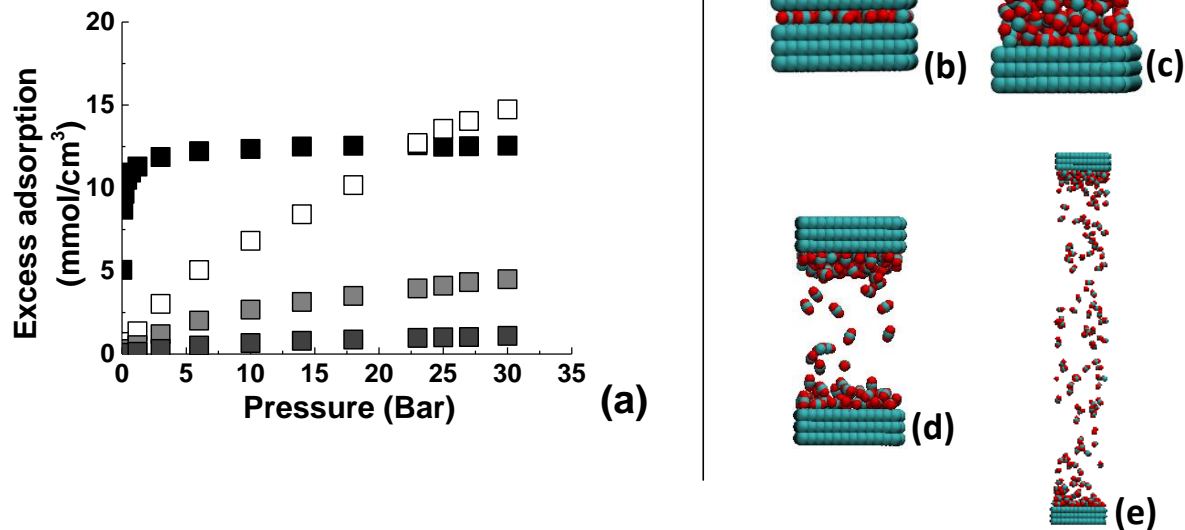 Excess adsorption
(mmol/cm³)
20
15
10
5
0
0 5 10 15 20 25 30 35
Pressure (Bar)
(a)
(b)
(c)
(d)
(e)